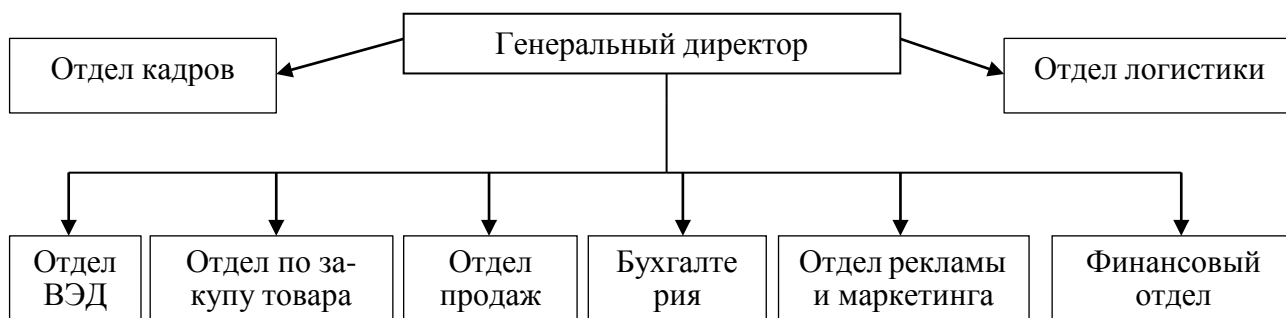 Генеральный директор
Отдел кадров
Отдел логистики
Отдел
ВЭД
Отдел по за-
купу товара
Отдел
продаж
Бухгалте
рия
Отдел рекламы
и маркетинга
Финансовый
отдел